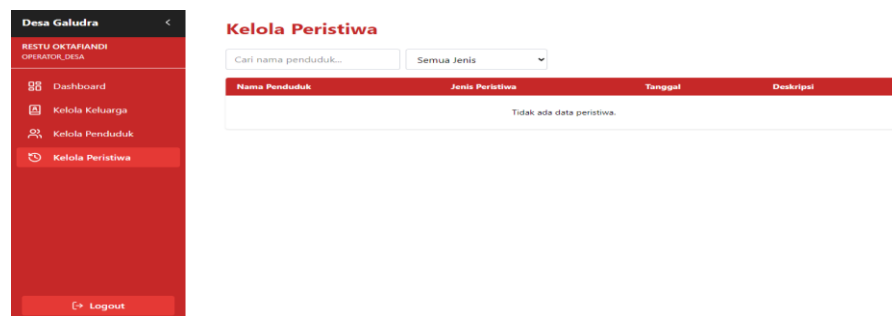 Desa Galudra <
RESTU OKTAFIANDI
OPERATOR_DESA
Dashboard
Kelola Keluarga
Kelola Penduduk
Kelola Peristiwa
Logout
Kelola Peristiwa
Cari nama penduduk... Semua Jenis
Nama Penduduk Jenis Peristiwa Tanggal Deskripsi
Tidak ada data peristiwa.